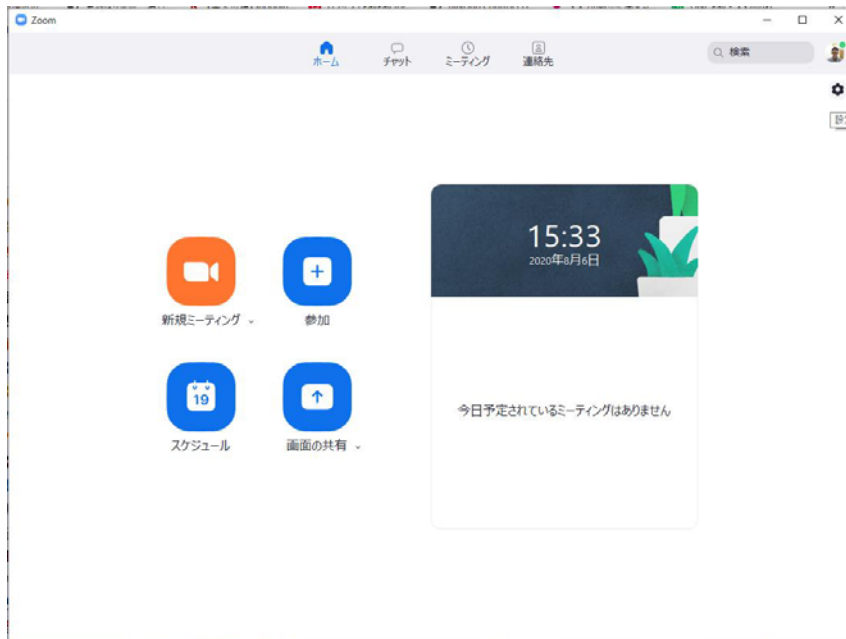 Zoom
ホーム
チャット
ミーティング
連絡先
検索
15:33
2020年8月6日
新規ミーティング
参加
19
スケジュール
画面の共有
今日予定されているミーティングはありません